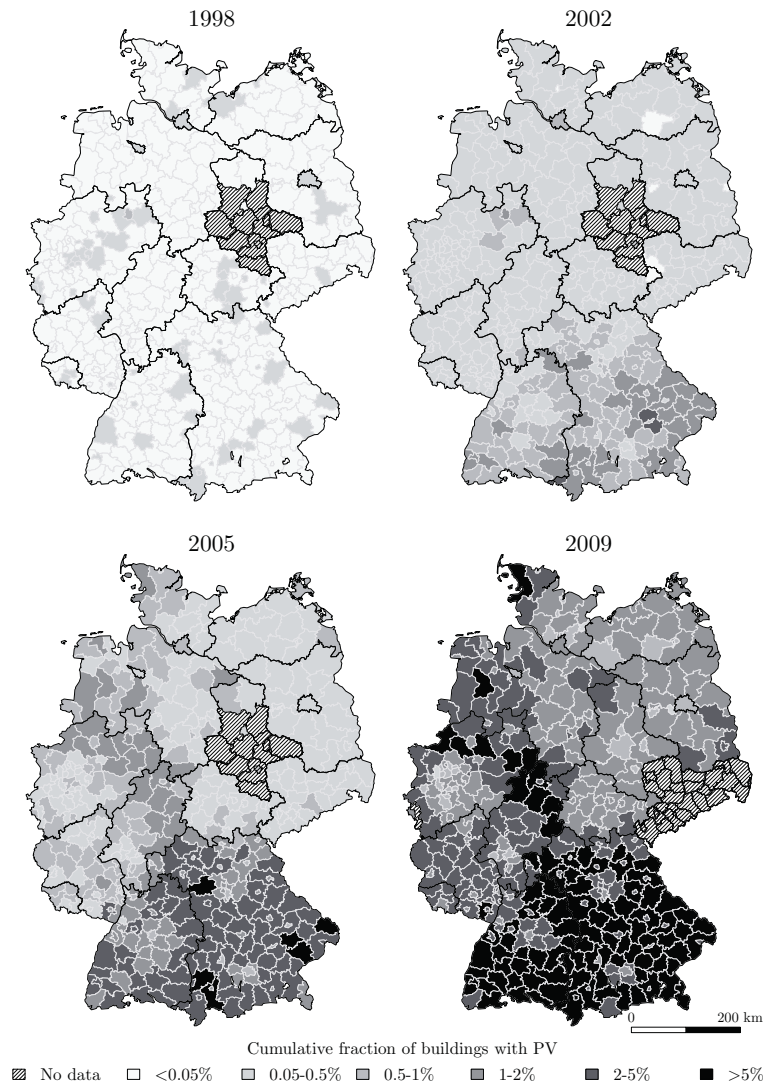 1998
2002
2005
2009
0 200 km
Cumulative fraction of buildings with PV
No data <0.05% 0.05-0.5% 0.5-1% 1-2% 2-5% >5%